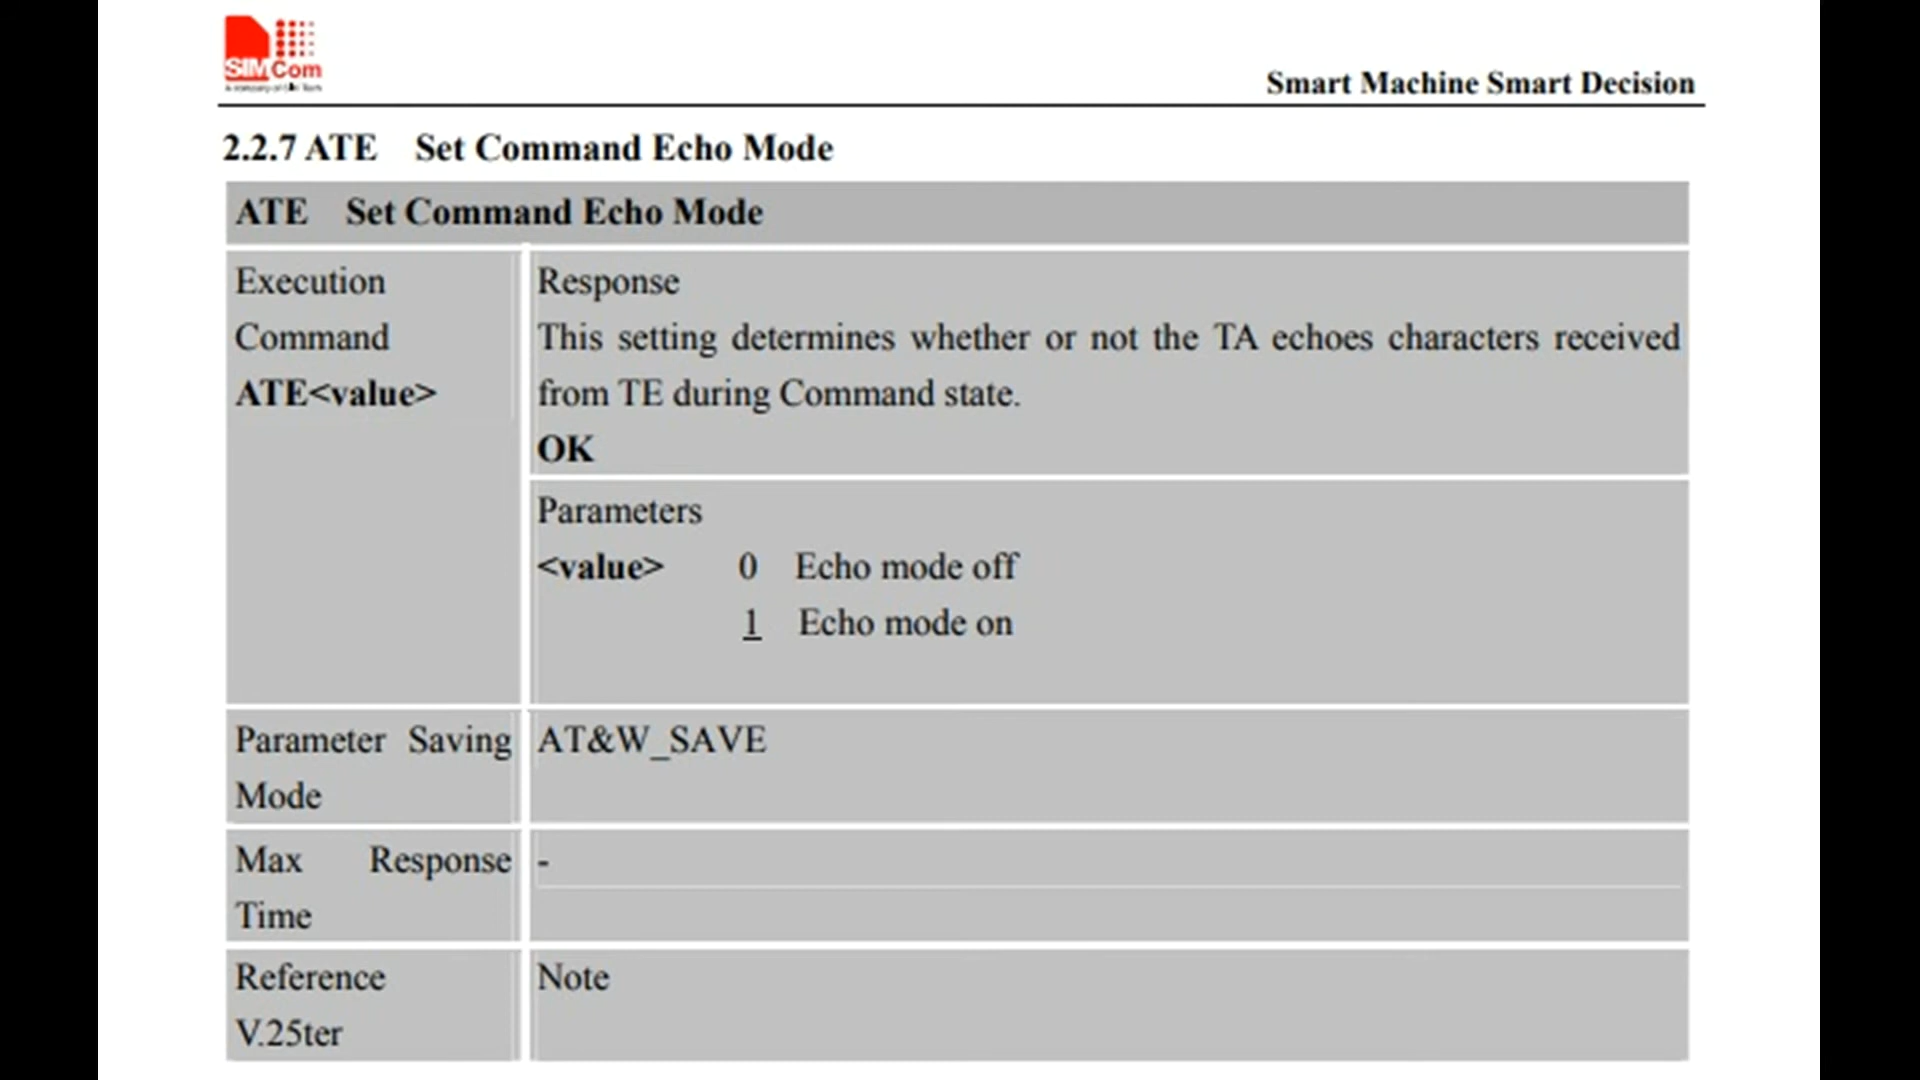 SIMCom
Smart Machine Smart Decision
2.2.7 ATE Set Command Echo Mode
ATE Set Command Echo Mode
Execution
Command
ATE<value>
Response
This setting determines whether or not the TA echoes characters received
from TE during Command state.
OK
Parameters
<value> 0 Echo mode off
1 Echo mode on
Parameter Saving
Mode
AT&W_SAVE
Max Response
Time
-
Reference
V.25ter
Note